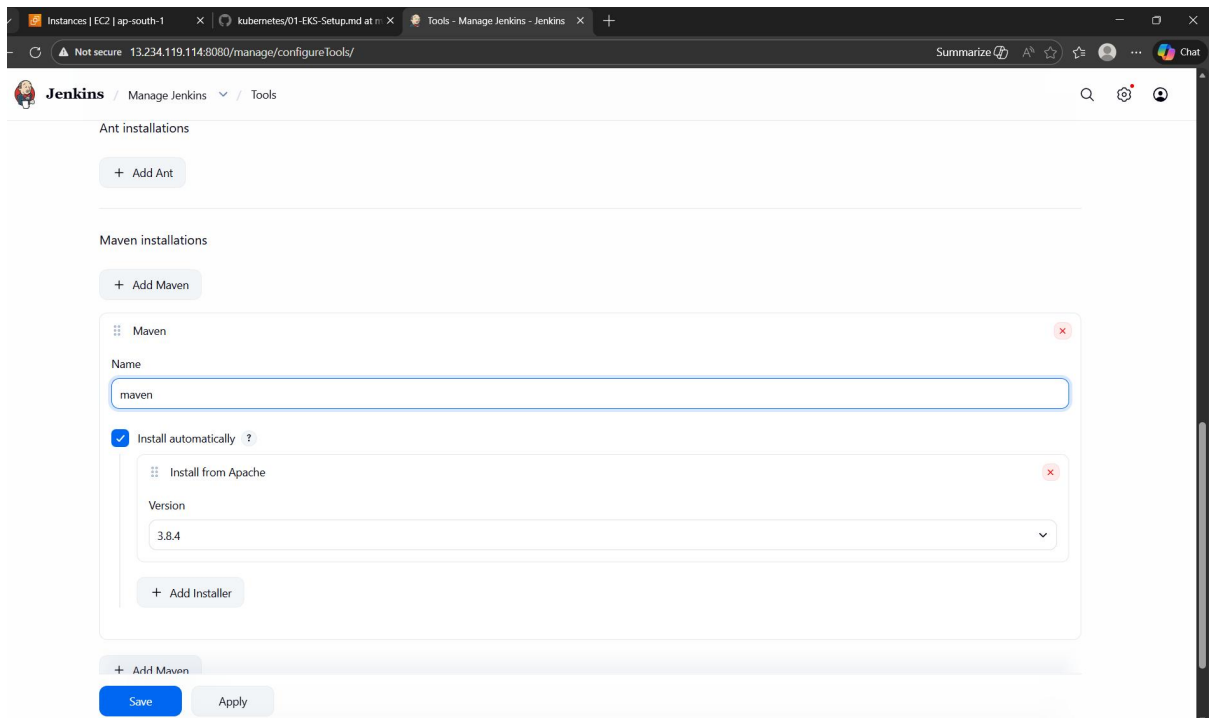 Instances | EC2 | ap-south-1 kubernetes/01-EKS-Setup.md at m Tools - Manage Jenkins - Jenkins
Not secure 13.234.119.114:8080/manage/configureTools/ Summarize Chat
Jenkins / Manage Jenkins / Tools
Ant installations
+ Add Ant
Maven installations
+ Add Maven
Maven
Name
maven
Install automatically ?
Install from Apache
Version
3.8.4
+ Add Installer
+ Add Maven
Save Apply